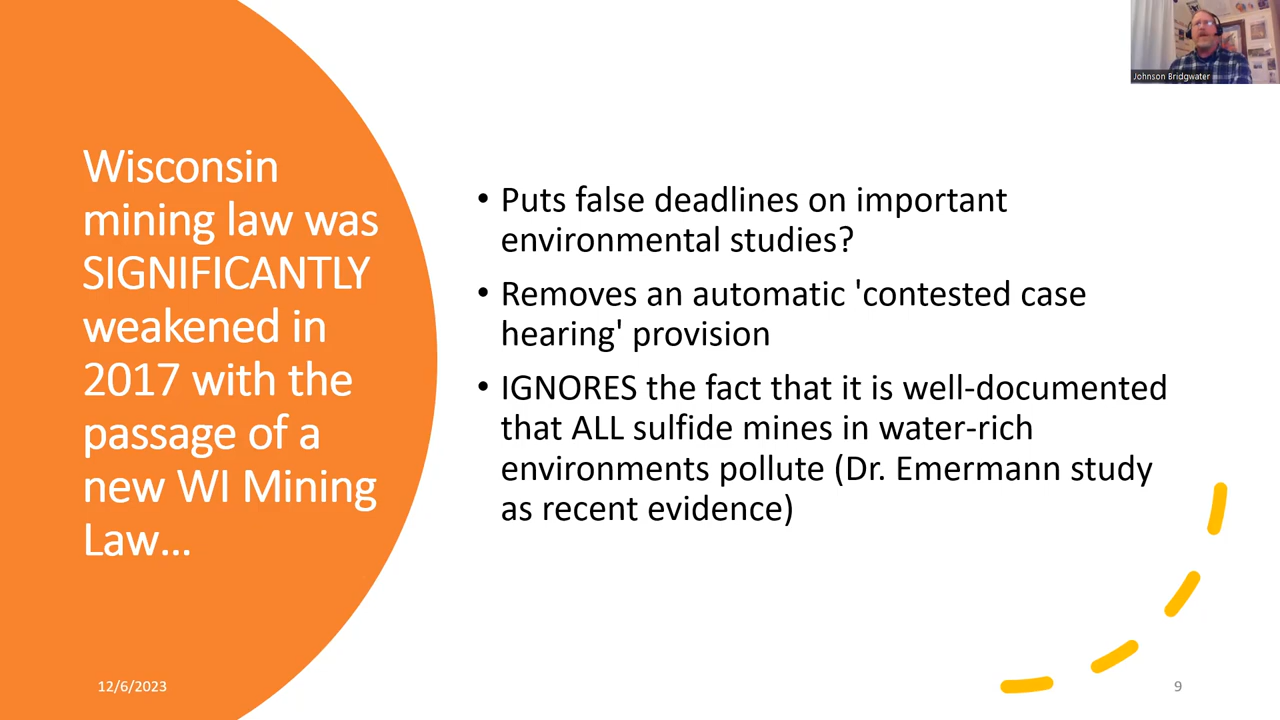 Wisconsin
mining law was
SIGNIFICANTLY
weakened in
2017 with the
passage of a
new WI Mining
Law...
• Puts false deadlines on important
environmental studies?
• Removes an automatic 'contested case
hearing' provision
• IGNORES the fact that it is well-documented
that ALL sulfide mines in water-rich
environments pollute (Dr. Emermann study
as recent evidence)
Johnson Bridgwater
12/6/2023
9